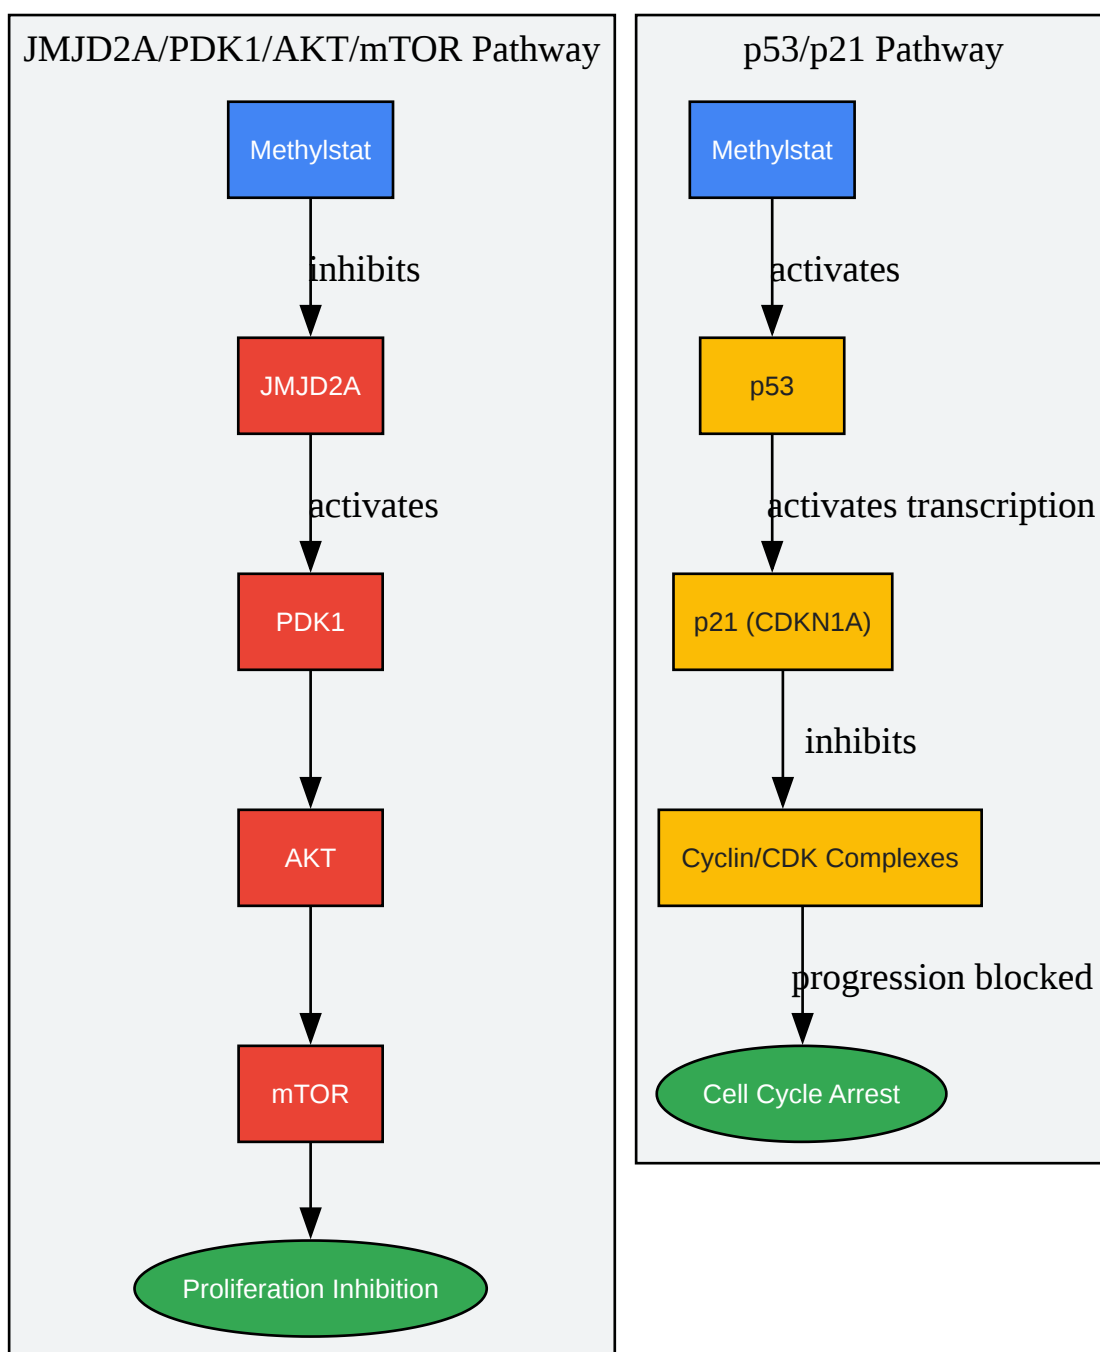 JMJD2A/PDK1/AKT/mTOR Pathway
Methylstat
inhibits
JMJD2A
activates
PDK1
AKT
mTOR
Proliferation Inhibition
p53/p21 Pathway
Methylstat
activates
p53
activates transcription
p21 (CDKN1A)
inhibits
Cyclin/CDK Complexes
progression blocked
Cell Cycle Arrest